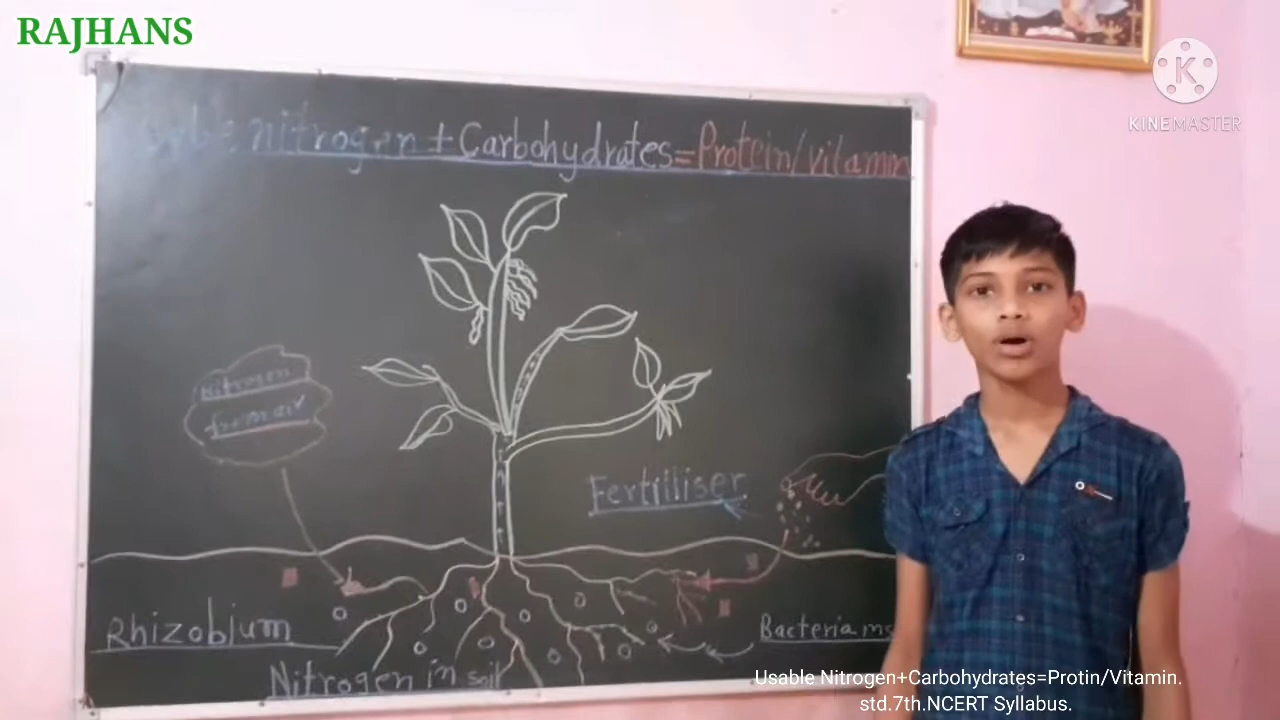 RAJHANS
KINEMASTER
nitrogen + Carbohydrates = Protein/vitamin
Nitrogen
from air
Fertiliser
Rhizobium
Bacteria
Nitrogen in soil
Usable Nitrogen+Carbohydrates=Protin/Vitamin.
std.7th.NCERT Syllabus.